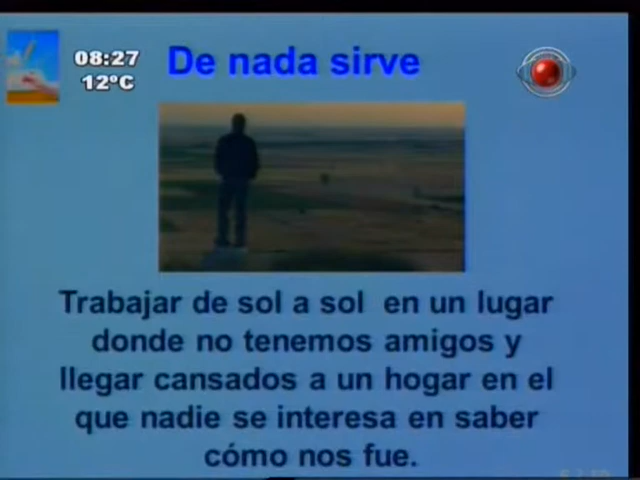 08:27
12ºC
De nada sirve
Trabajar de sol a sol en un lugar
donde no tenemos amigos y
llegar cansados a un hogar en el
que nadie se interesa en saber
cómo nos fue.